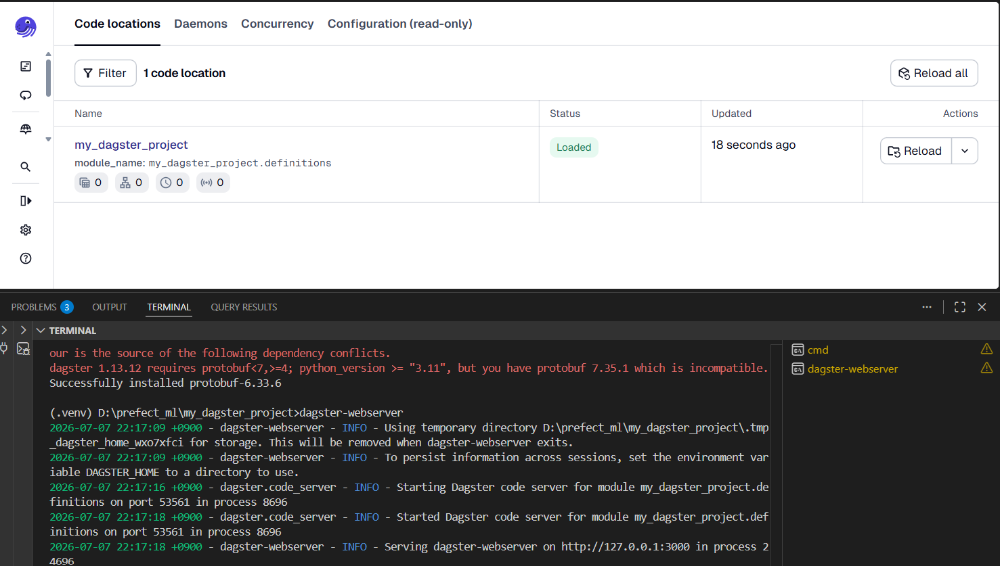 Code locations Daemons Concurrency Configuration (read-only)
Filter 1 code location Reload all
Name Status Updated Actions
my_dagster_project Loaded 18 seconds ago Reload
module_name: my_dagster_project.definitions
0 0 0 0
PROBLEMS 3 OUTPUT TERMINAL QUERY RESULTS
TERMINAL
our is the source of the following dependency conflicts.
dagster 1.13.12 requires protobuf<7,>=4; python_version >= "3.11", but you have protobuf 7.35.1 which is incompatible.
Successfully installed protobuf-6.33.6
(.venv) D:\prefect_ml\my_dagster_project>dagster-webserver
2026-07-07 22:17:09 +0900 - dagster-webserver - INFO - Using temporary directory D:\prefect_ml\my_dagster_project\.tmp
_dagster_home_wxo7xfci for storage. This will be removed when dagster-webserver exits.
2026-07-07 22:17:09 +0900 - dagster-webserver - INFO - To persist information across sessions, set the environment var
iable DAGSTER_HOME to a directory to use.
2026-07-07 22:17:16 +0900 - dagster.code_server - INFO - Starting Dagster code server for module my_dagster_project.de
finitions on port 53561 in process 8696
2026-07-07 22:17:18 +0900 - dagster.code_server - INFO - Started Dagster code server for module my_dagster_project.def
initions on port 53561 in process 8696
2026-07-07 22:17:18 +0900 - dagster-webserver - INFO - Serving dagster-webserver on http://127.0.0.1:3000 in process 2
4696
cmd
dagster-webserver